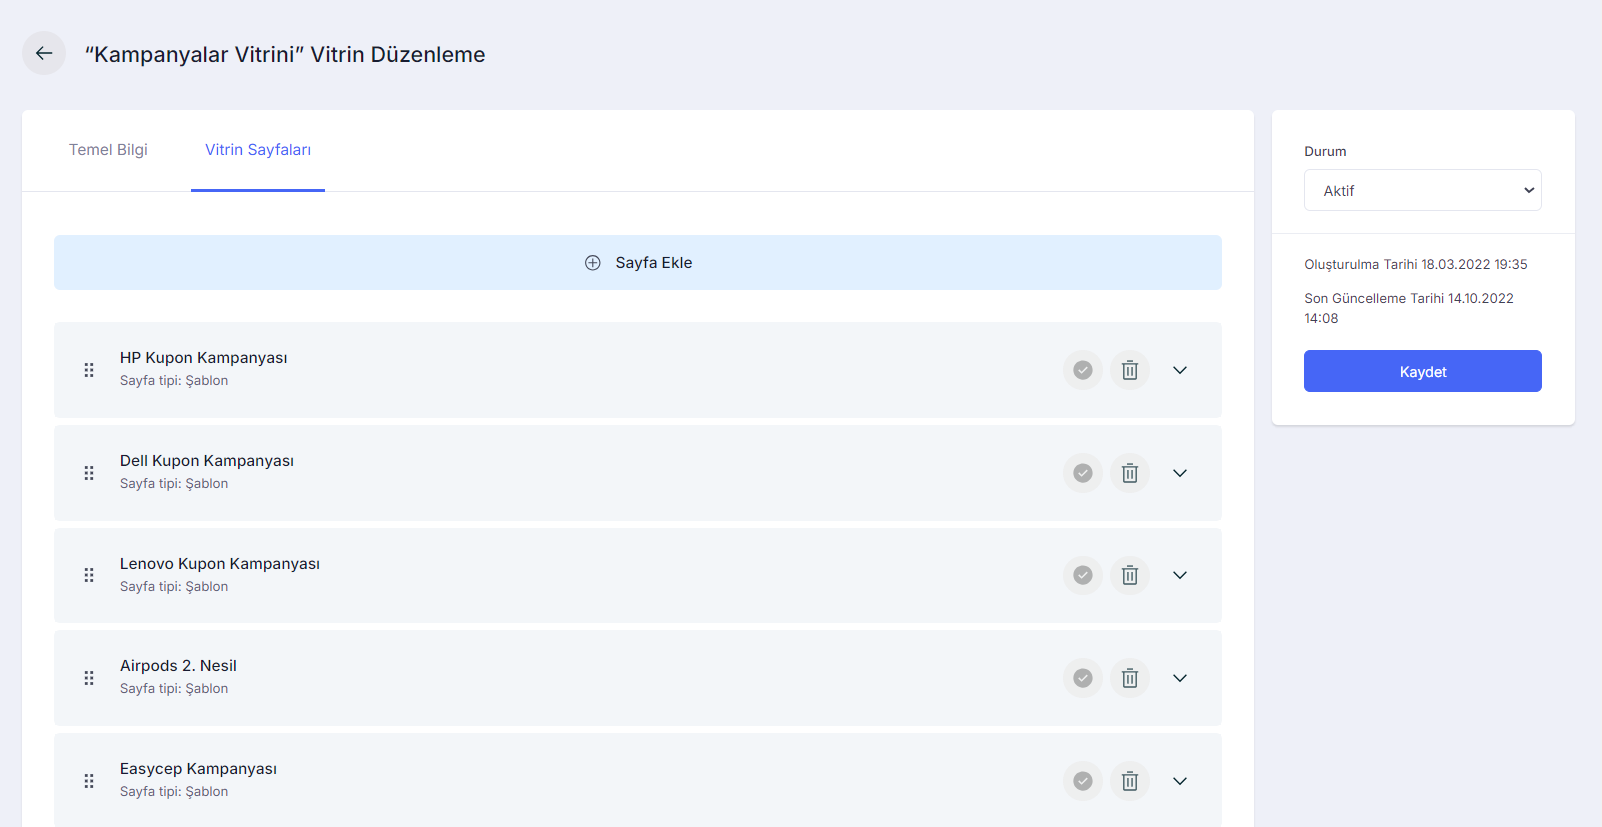 “Kampanyalar Vitrini” Vitrin Düzenleme
Temel Bilgi
Vitrin Sayfaları
Sayfa Ekle
HP Kupon Kampanyası
Sayfa tipi: Şablon
Dell Kupon Kampanyası
Sayfa tipi: Şablon
Lenovo Kupon Kampanyası
Sayfa tipi: Şablon
Airpods 2. Nesil
Sayfa tipi: Şablon
Easycep Kampanyası
Sayfa tipi: Şablon
Durum
Aktif
Oluşturulma Tarihi 18.03.2022 19:35
Son Güncelleme Tarihi 14.10.2022
14:08
Kaydet